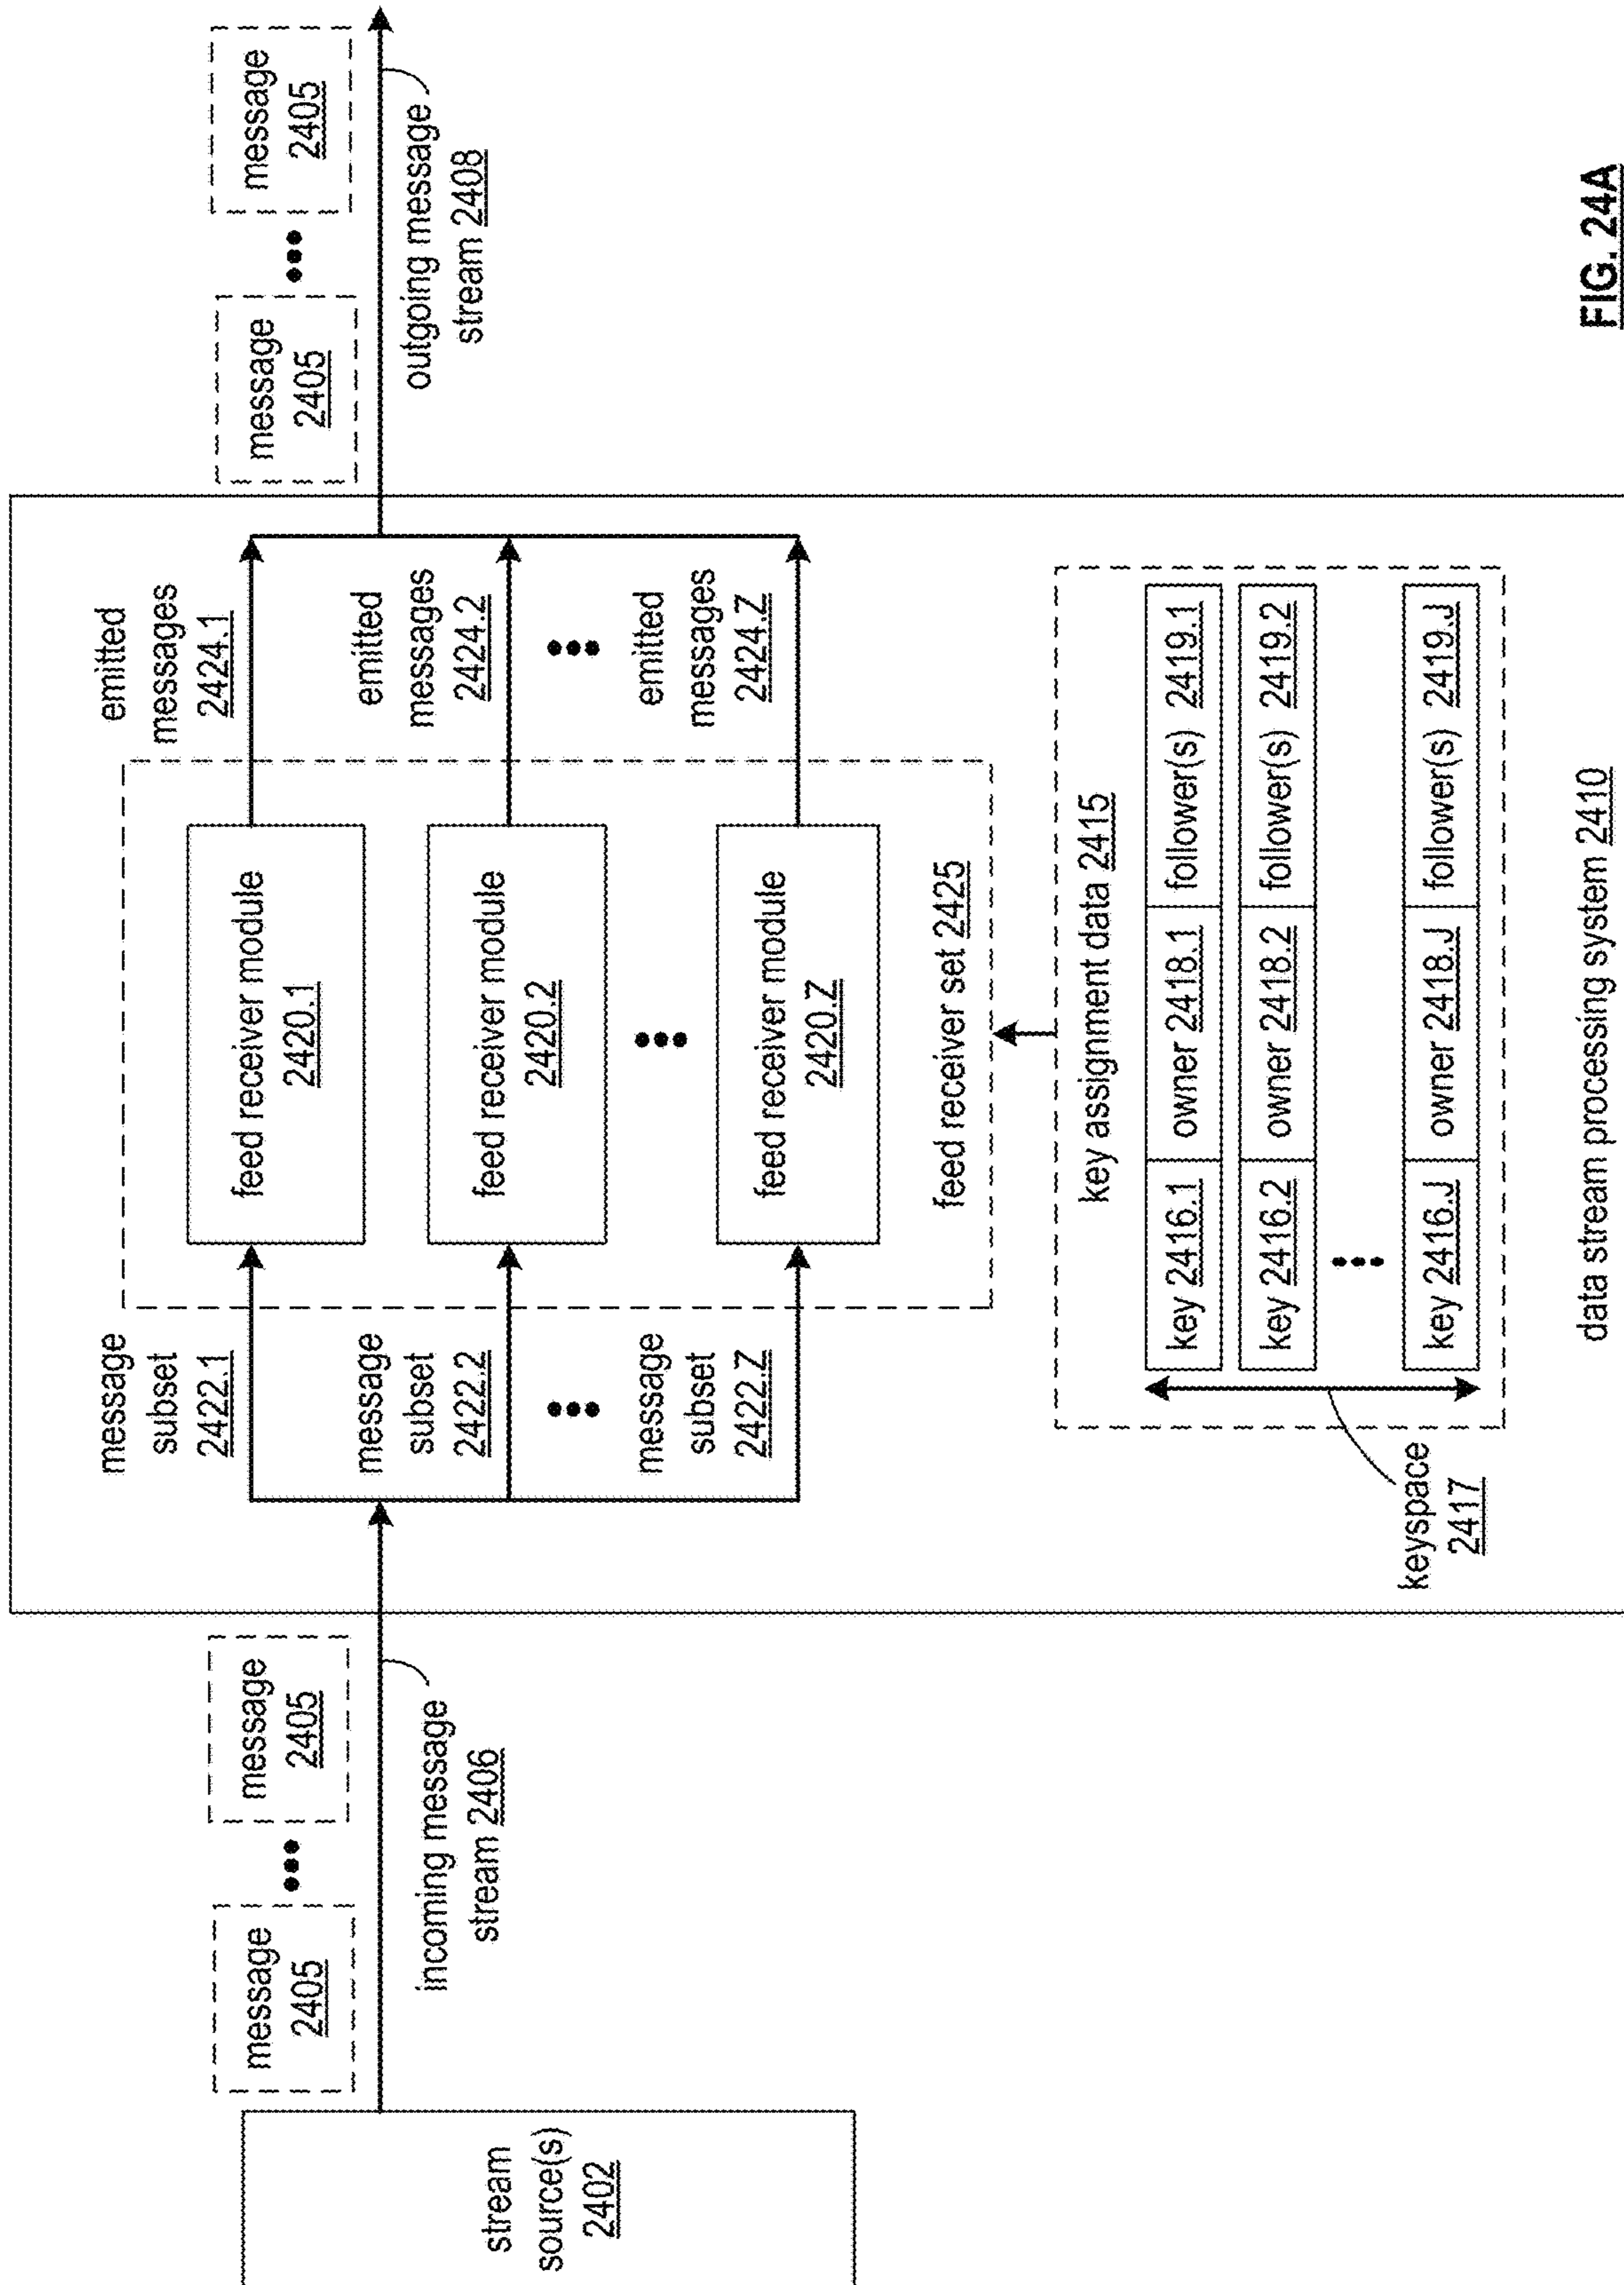 stream
source(s)
2402
message
2405
message
2405
incoming message
stream 2406
message
subset
2422.1
message
subset
2422.2
message
subset
2422.Z
feed receiver module
2420.1
feed receiver module
2420.2
feed receiver module
2420.Z
feed receiver set 2425
emitted
messages
2424.1
emitted
messages
2424.2
emitted
messages
2424.Z
message
2405
message
2405
outgoing message
stream 2408
key assignment data 2415
key 2416.1 owner 2418.1 follower(s) 2419.1
key 2416.2 owner 2418.2 follower(s) 2419.2
key 2416.J owner 2418.J follower(s) 2419.J
keyspace
2417
data stream processing system 2410
FIG. 24A